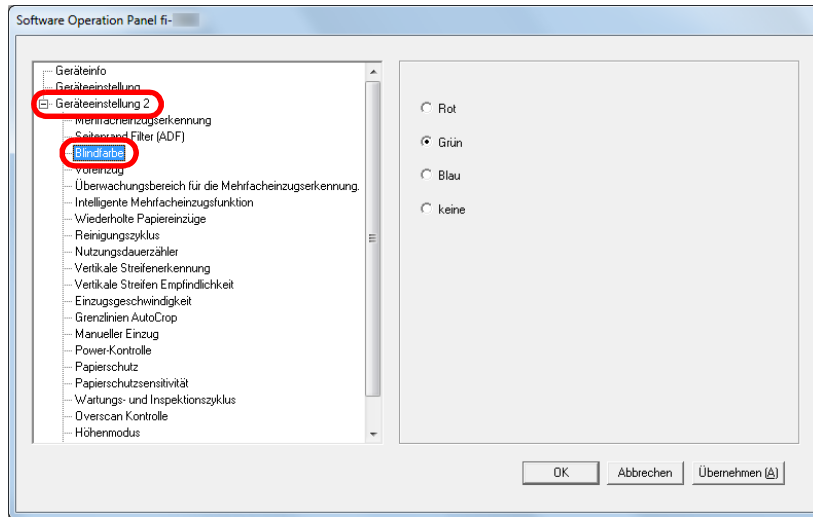 Software Operation Panel fi-
Geräteinfo
Geräteeinstellung
Geräteeinstellung 2
Mehrfacheinzugserkennung
Seitenrand Filter (ADF)
Blindfarbe
Voreinzug
Überwachungsbereich für die Mehrfacheinzugserkennung.
Intelligente Mehrfacheinzugsfunktion
Wiederholte Papiereinzüge
Reinigungszyklus
Nutzungsdauerzähler
Vertikale Streifenerkennung
Vertikale Streifen Empfindlichkeit
Einzugsgeschwindigkeit
Grenzlinien AutoCrop
Manueller Einzug
Power-Kontrolle
Papierschutz
Papierschutzsensitivität
Wartungs- und Inspektionszyklus
Overscan Kontrolle
Höhenmodus
Rot
Grün
Blau
keine
OK Abbrechen Übernehmen (A)